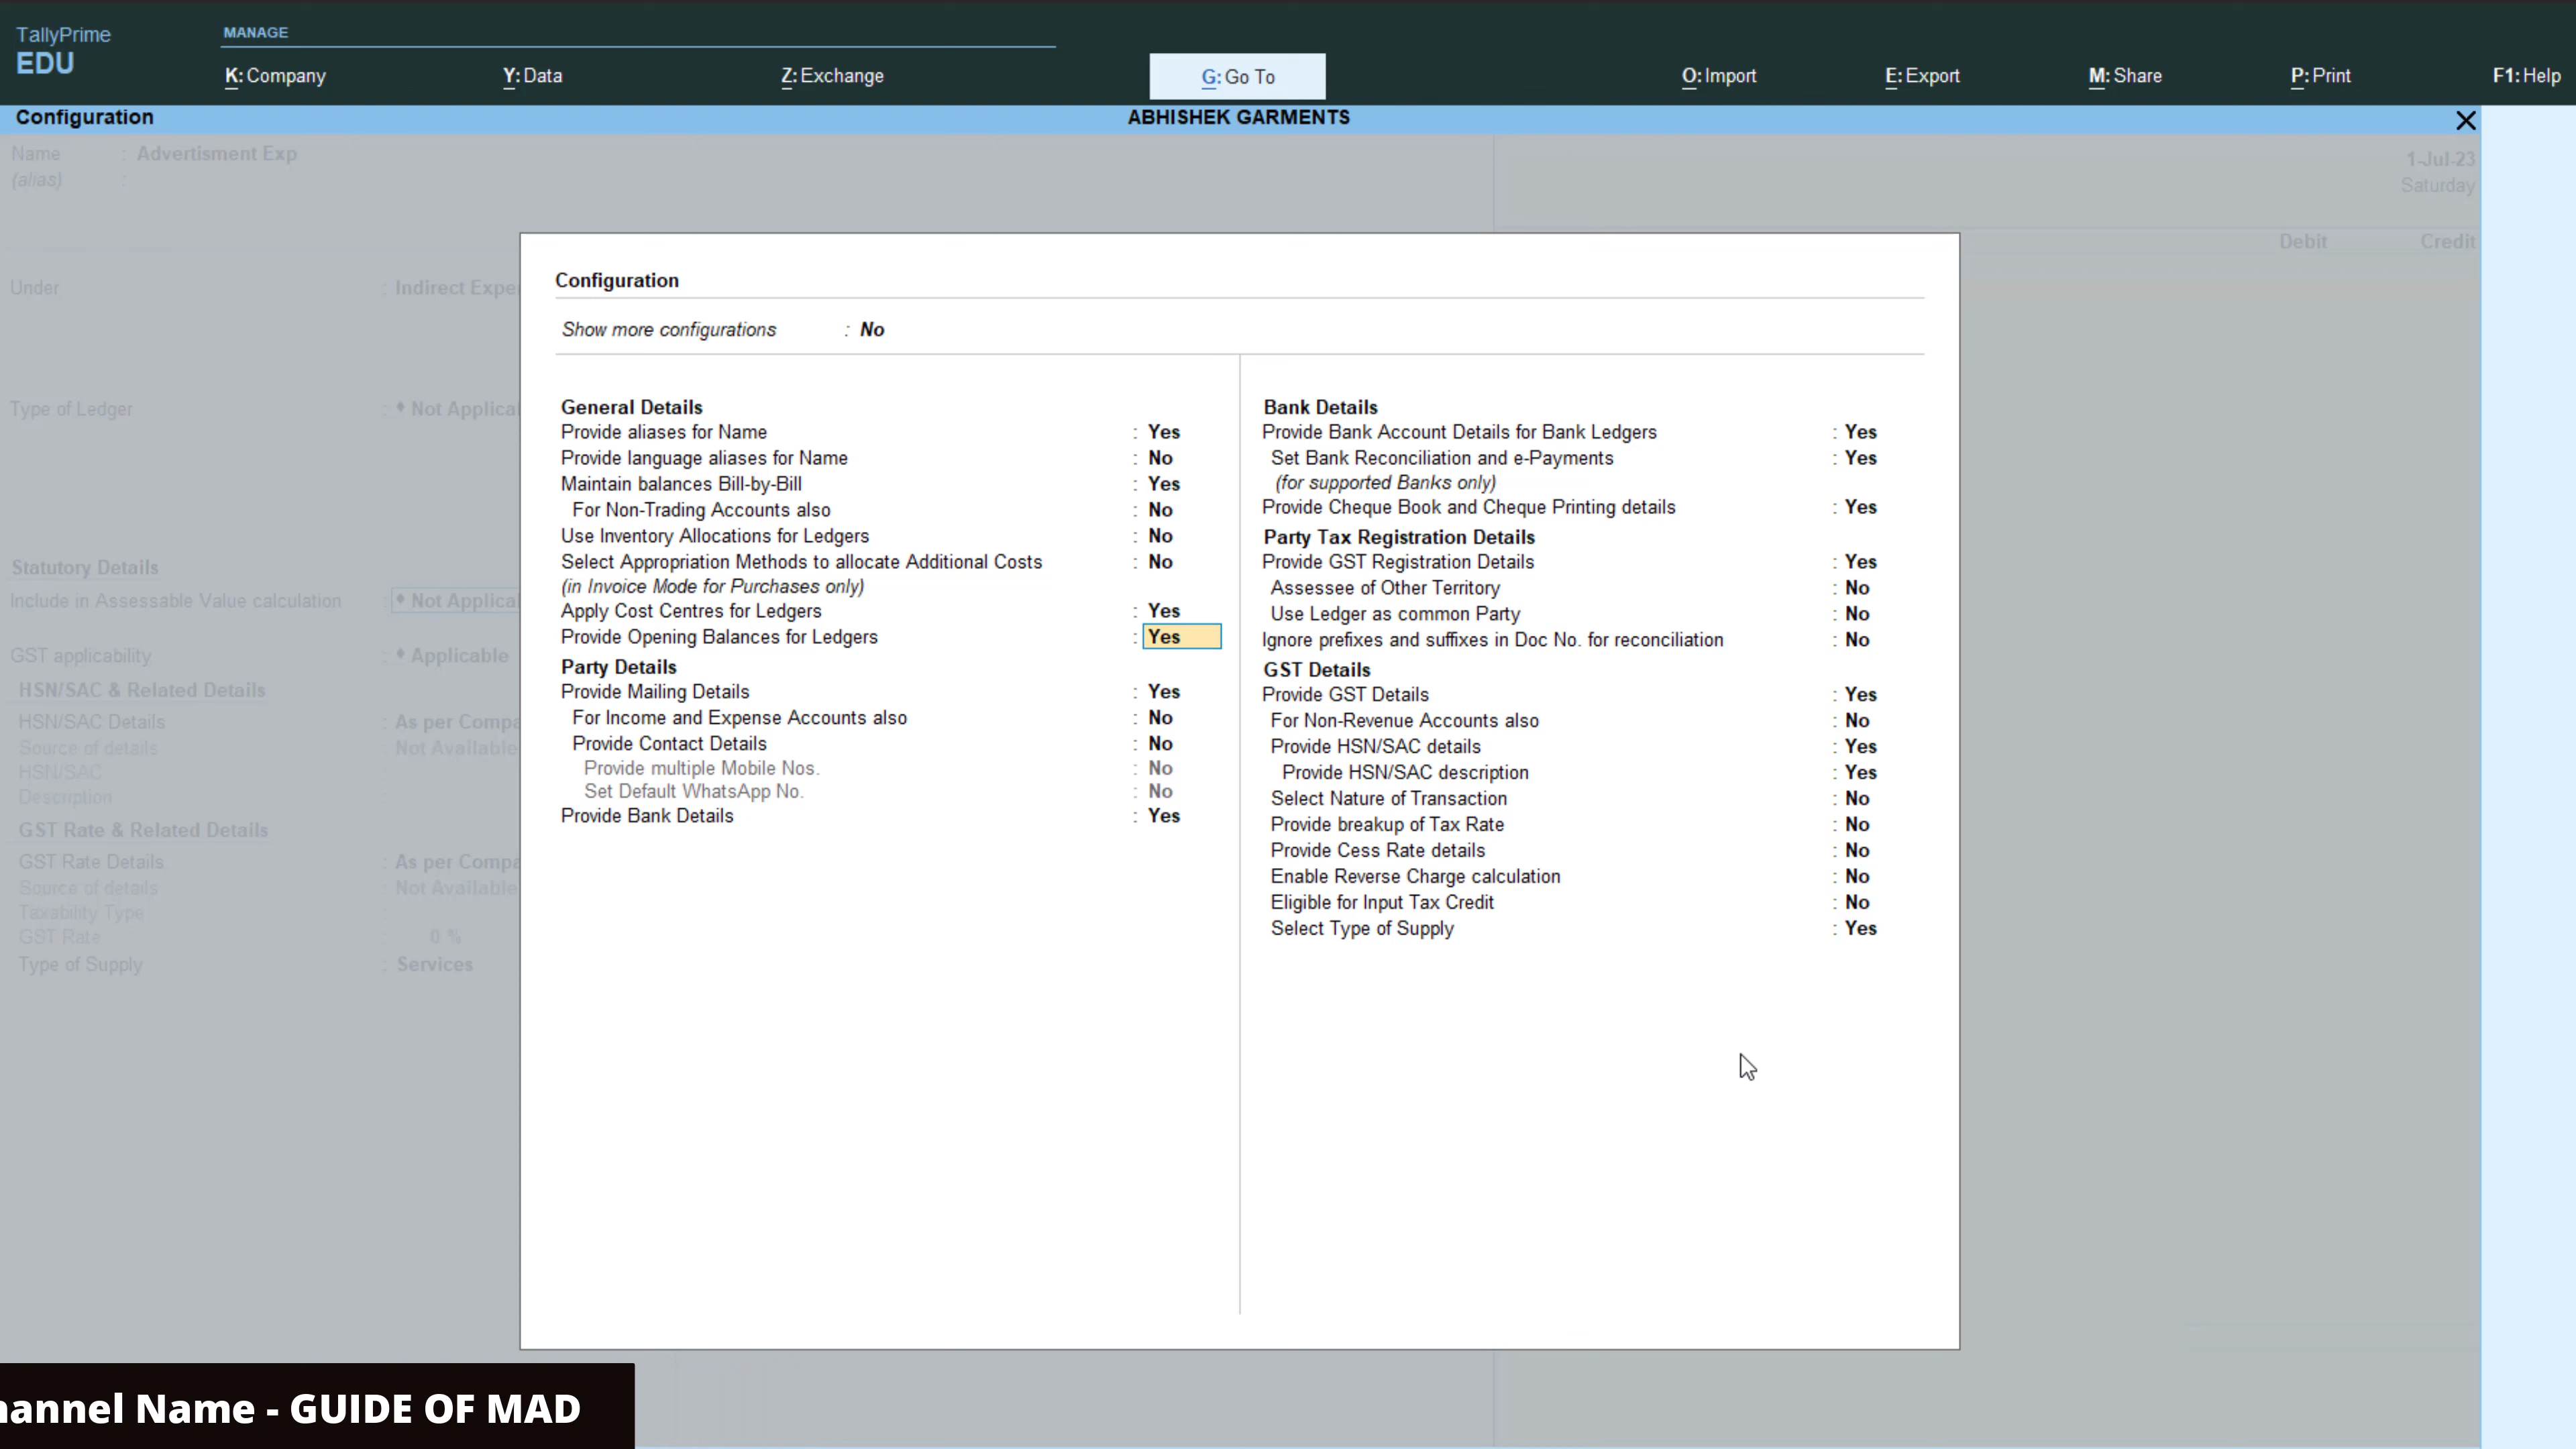 TallyPrime
EDU
MANAGE
K: Company
Y: Data
Z: Exchange
G: Go To
O: Import
E: Export
M: Share
P: Print
F1: Help
Configuration
ABHISHEK GARMENTS
Name : Advertisment Exp
(alias) :
1-Jul-23
Saturday
Debit Credit
Under : Indirect
Type of Ledger : ♦ Not
Statutory Details
Include in Assessable Value calculation : ♦ Not
GST applicability : ♦ Applicable
HSN/SAC & Related Details
HSN/SAC Details : As per
Source of details : Not Available
HSN/SAC :
Description :
GST Rate & Related Details
GST Rate Details : As per
Source of details : Not Available
Taxability Type :
GST Rate : 0 %
Type of Supply : Services
Configuration
Show more configurations : No
General Details
Provide aliases for Name : Yes
Provide language aliases for Name : No
Maintain balances Bill-by-Bill : Yes
For Non-Trading Accounts also : No
Use Inventory Allocations for Ledgers : No
Select Appropriation Methods to allocate Additional Costs : No
(in Invoice Mode for Purchases only)
Apply Cost Centres for Ledgers : Yes
Provide Opening Balances for Ledgers : Yes
Party Details
Provide Mailing Details : Yes
For Income and Expense Accounts also : No
Provide Contact Details : No
Provide multiple Mobile Nos. : No
Set Default WhatsApp No. : No
Provide Bank Details : Yes
Bank Details
Provide Bank Account Details for Bank Ledgers : Yes
Set Bank Reconciliation and e-Payments : Yes
(for supported Banks only)
Provide Cheque Book and Cheque Printing details : Yes
Party Tax Registration Details
Provide GST Registration Details : Yes
Assessee of Other Territory : No
Use Ledger as common Party : No
Ignore prefixes and suffixes in Doc No. for reconciliation : No
GST Details
Provide GST Details : Yes
For Non-Revenue Accounts also : No
Provide HSN/SAC details : Yes
Provide HSN/SAC description : Yes
Select Nature of Transaction : No
Provide breakup of Tax Rate : No
Provide Cess Rate details : No
Enable Reverse Charge calculation : No
Eligible for Input Tax Credit : No
Select Type of Supply : Yes
Name - GUIDE OF MAD